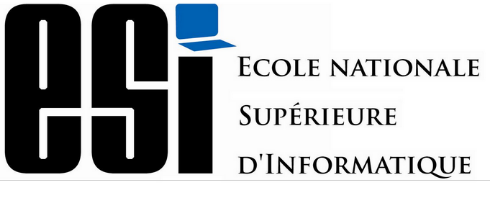 esi
ECOLE NATIONALE
SUPÉRIEURE
D'INFORMATIQUE